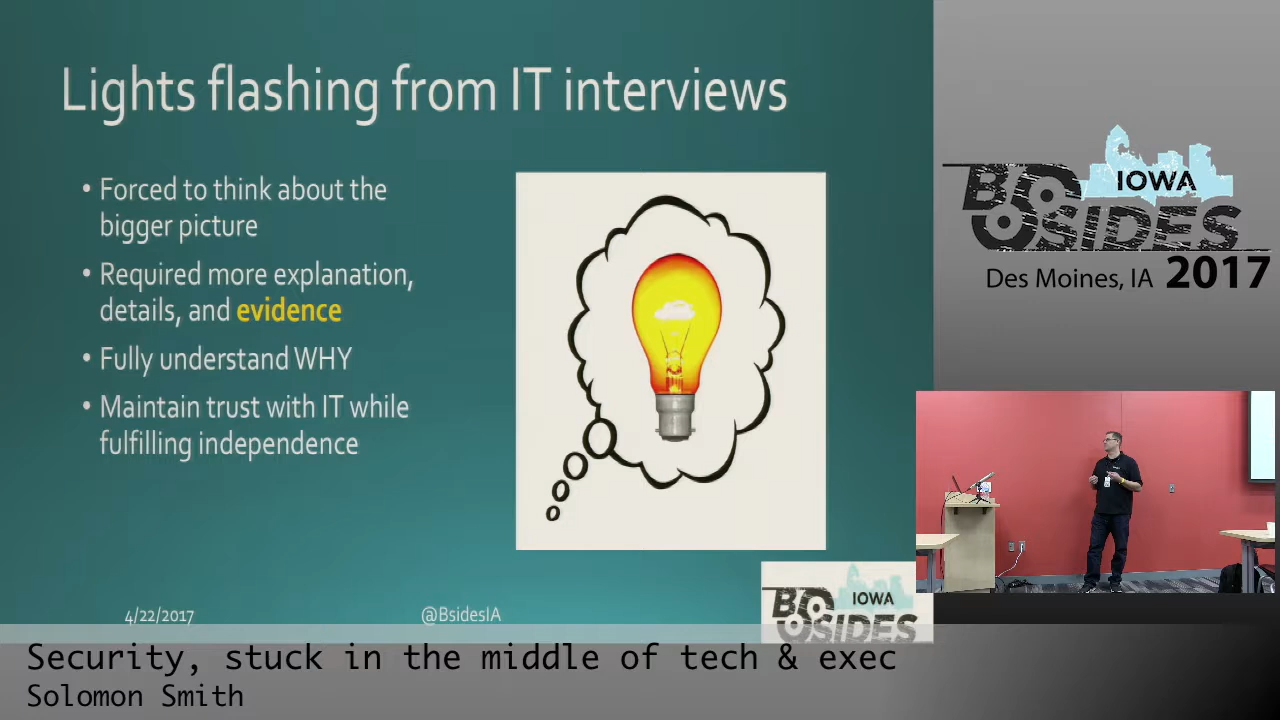 Lights flashing from IT interviews
• Forced to think about the
bigger picture
• Required more explanation,
details, and evidence
• Fully understand WHY
• Maintain trust with IT while
fulfilling independence
4/22/2017
@BsidesIA
IOWA
BSIDES
IOWA
BSIDES
Des Moines, IA 2017
Security, stuck in the middle of tech & exec
Solomon Smith